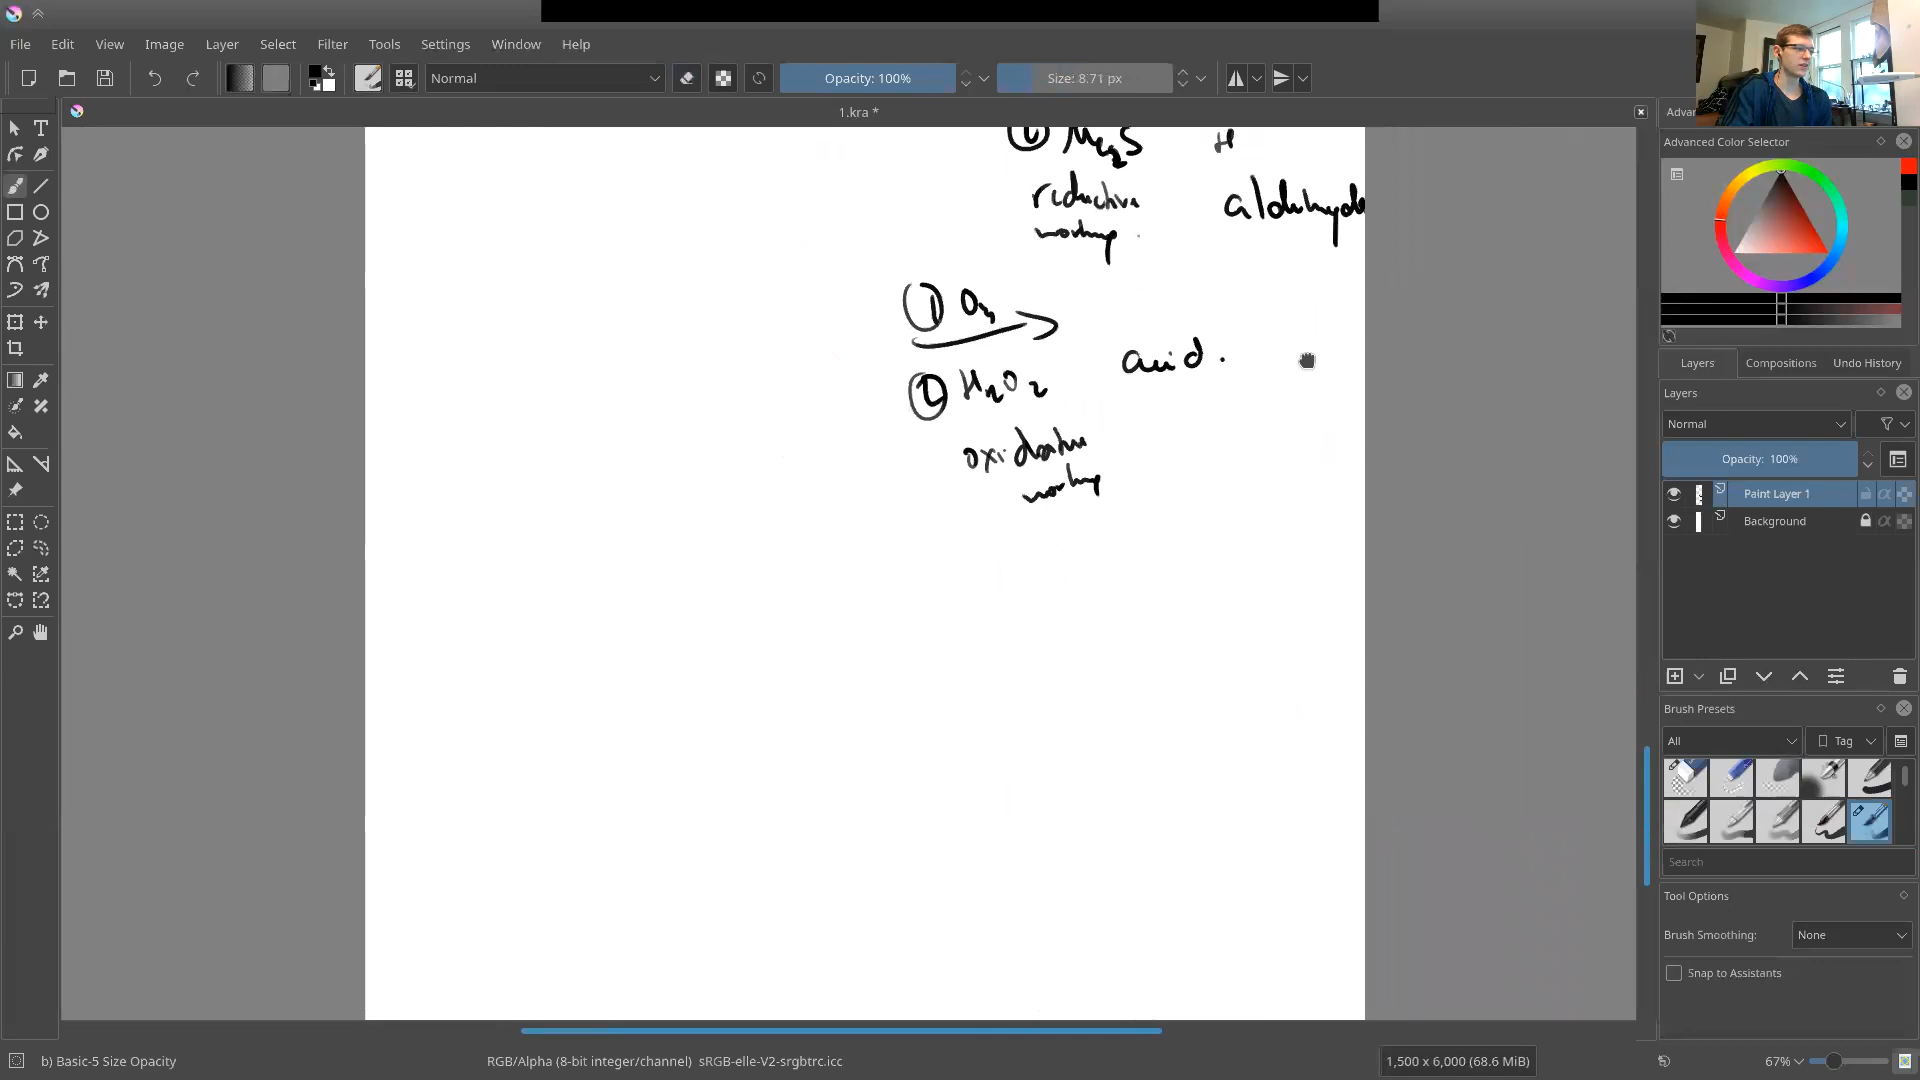 File Edit View Image Layer Select Filter Tools Settings Window Help
Normal
Opacity: 100%
Size: 8.71 px
1.kra *
② Me₂S H
reductive
workup .
aldehyde
① O₃
② H₂O₂
acid .
oxidative
workup
Advan
Advanced Color Selector
Layers Compositions Undo History
Layers
Normal
Opacity: 100%
Paint Layer 1
Background
Brush Presets
All Tag
Search
Tool Options
Brush Smoothing: None
Snap to Assistants
b) Basic-5 Size Opacity RGB/Alpha (8-bit integer/channel) sRGB-elle-V2-srgbtrc.icc 1,500 x 6,000 (68.6 MiB) 67%